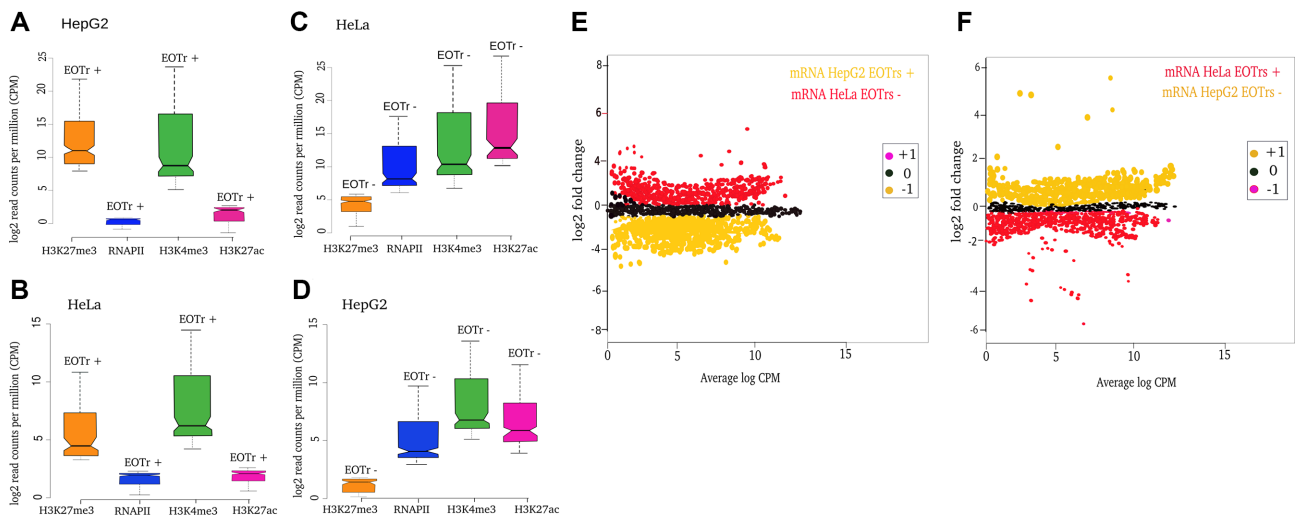 A
HepG2
log2 read counts per rmillion (CPM)
25
20
15
10
5
0
EOTr +
EOTr +
EOTr +
EOTr +
H3K27me3
RNAPII
H3K4me3
H3K27ac
B
HeLa
log2 read counts per rmillion (CPM)
15
10
5
0
EOTr +
EOTr +
EOTr +
EOTr +
H3K27me3
RNAPII
H3K4me3
H3K27ac
C
HeLa
log2 read counts per rmillion (CPM)
25
20
15
10
5
0
EOTr -
EOTr -
EOTr -
EOTr -
H3K27me3
RNAPII
H3K4me3
H3K27ac
D
HepG2
log2 read counts per rmillion (CPM)
15
10
5
0
EOTr -
EOTr -
EOTr -
EOTr -
H3K27me3
RNAPII
H3K4me3
H3K27ac
E
mRNA HepG2 EOTrs +
mRNA HeLa EOTrs -
+1
0
-1
log2 fold change
8
6
4
2
0
-4
-6
-8
0
5
10
15
Average log CPM
F
mRNA HeLa EOTrs +
mRNA HepG2 EOTrs -
+1
0
-1
log2 fold change
6
4
2
0
-2
-4
-6
0
5
10
15
Average log CPM